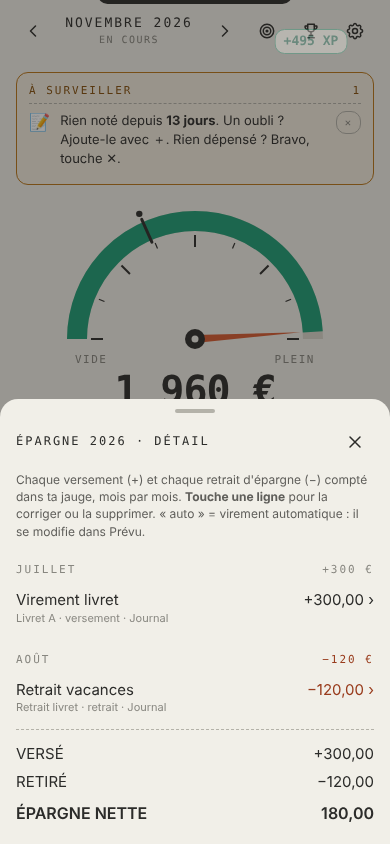 NOVEMBRE 2026
EN COURS
+495 XP
À SURVEILLER 1
📝 Rien noté depuis 13 jours. Un oubli ?
Ajoute-le avec +. Rien dépensé ? Bravo,
touche ✕.
×
VIDE PLEIN
1 960 €
ÉPARGNE 2026 · DÉTAIL
Chaque versement (+) et chaque retrait d'épargne (−) compté
dans ta jauge, mois par mois. Touche une ligne pour la
corriger ou la supprimer. « auto » = virement automatique : il
se modifie dans Prévu.
JUILLET +300 €
Virement livret +300,00 ›
Livret A · versement · Journal
AOÛT −120 €
Retrait vacances −120,00 ›
Retrait livret · retrait · Journal
VERSÉ +300,00
RETIRÉ −120,00
ÉPARGNE NETTE 180,00